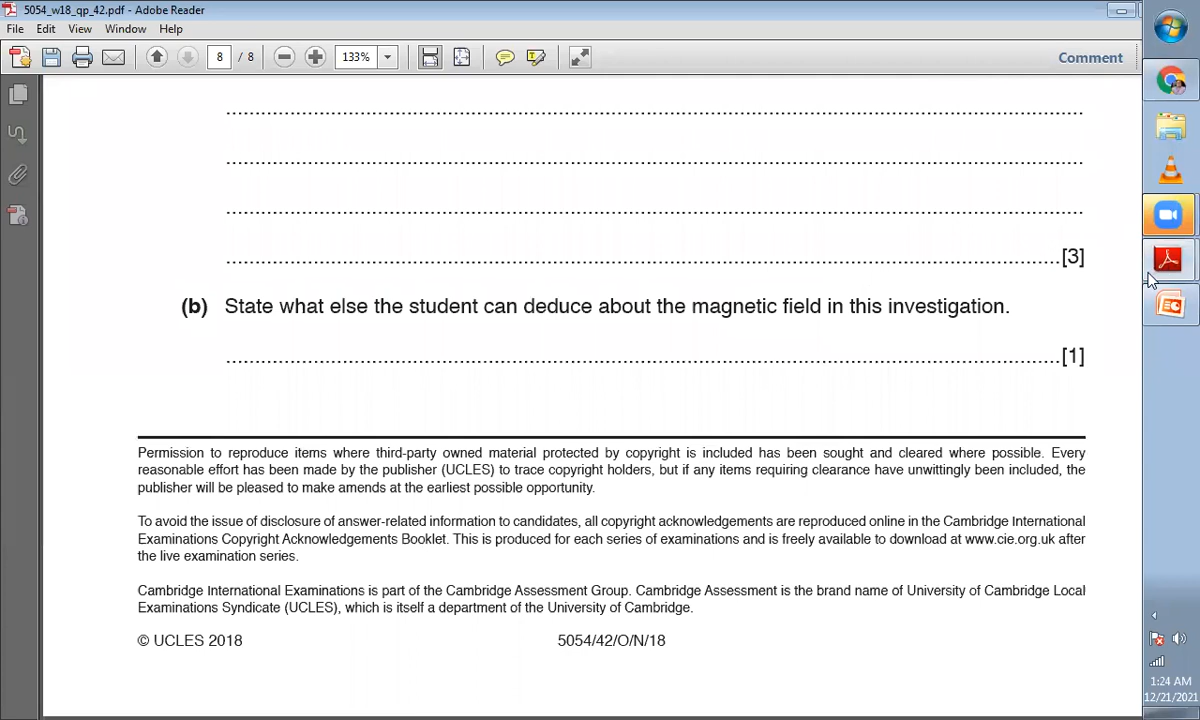 5054_w18_qp_42.pdf - Adobe Reader
File Edit View Window Help
8 / 8 133% Comment
[3]
(b) State what else the student can deduce about the magnetic field in this investigation.
[1]
Permission to reproduce items where third-party owned material protected by copyright is included has been sought and cleared where possible. Every
reasonable effort has been made by the publisher (UCLES) to trace copyright holders, but if any items requiring clearance have unwittingly been included, the
publisher will be pleased to make amends at the earliest possible opportunity.
To avoid the issue of disclosure of answer-related information to candidates, all copyright acknowledgements are reproduced online in the Cambridge International
Examinations Copyright Acknowledgements Booklet. This is produced for each series of examinations and is freely available to download at www.cie.org.uk after
the live examination series.
Cambridge International Examinations is part of the Cambridge Assessment Group. Cambridge Assessment is the brand name of University of Cambridge Local
Examinations Syndicate (UCLES), which is itself a department of the University of Cambridge.
© UCLES 2018 5054/42/O/N/18
1:24 AM
12/21/2021